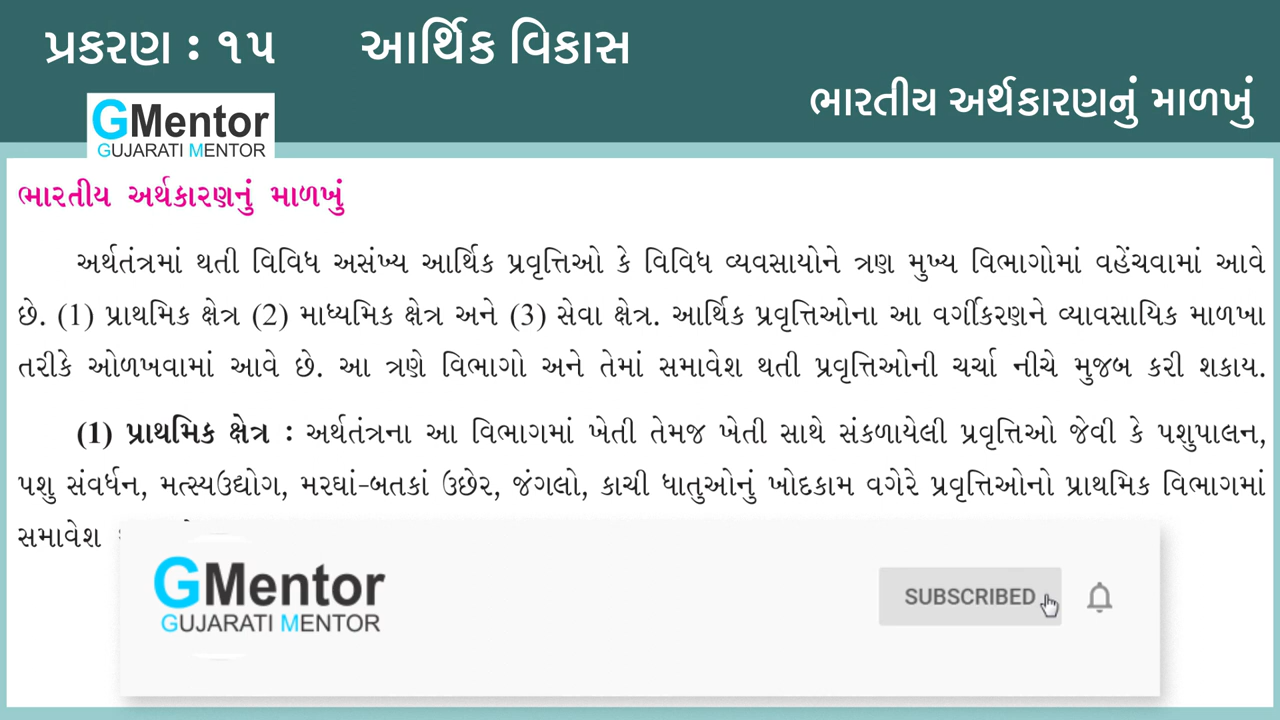 પ્રકરણ : ૧૫ આર્થિક વિકાસ
ભારતીય અર્થકારણનું માળખું
GMentor
GUJARATI MENTOR
ભારતીય અર્થકારણનું માળખું
અર્થતંત્રમાં થતી વિવિધ અસંખ્ય આર્થિક પ્રવૃત્તિઓ કે વિવિધ વ્યવસાયોને ત્રણ મુખ્ય વિભાગોમાં વહેંચવામાં આવે
છે. (1) પ્રાથમિક ક્ષેત્ર (2) માધ્યમિક ક્ષેત્ર અને (3) સેવા ક્ષેત્ર. આર્થિક પ્રવૃત્તિઓના આ વર્ગીકરણને વ્યાવસાયિક માળખા
તરીકે ઓળખવામાં આવે છે. આ ત્રણે વિભાગો અને તેમાં સમાવેશ થતી પ્રવૃત્તિઓની ચર્ચા નીચે મુજબ કરી શકાય.
(1) પ્રાથમિક ક્ષેત્ર : અર્થતંત્રના આ વિભાગમાં ખેતી તેમજ ખેતી સાથે સંકળાયેલી પ્રવૃત્તિઓ જેવી કે પશુપાલન,
પશુ સંવર્ધન, મત્સ્યઉદ્યોગ, મરઘાં-બતકાં ઉછેર, જંગલો, કાચી ધાતુઓનું ખોદકામ વગેરે પ્રવૃત્તિઓનો પ્રાથમિક વિભાગમાં
સમાવેશ
GMentor
GUJARATI MENTOR
SUBSCRIBED